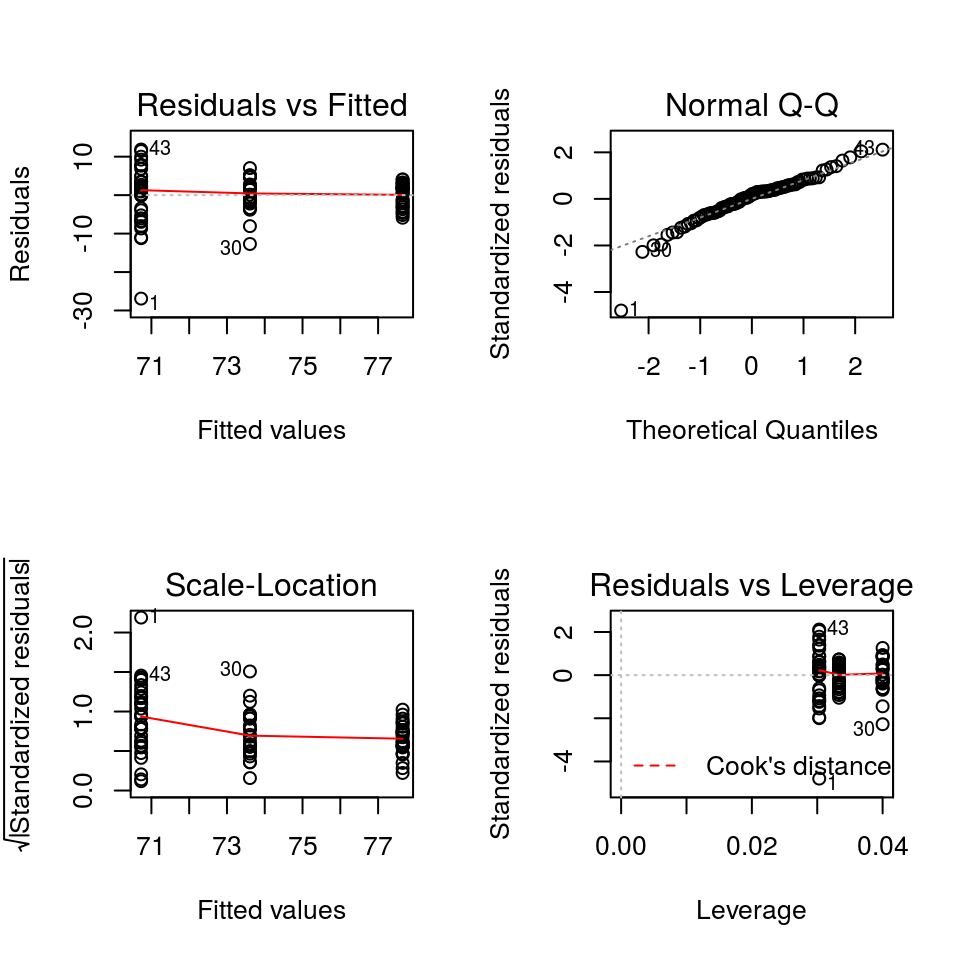 Residuals vs Fitted
Residuals
10
-10
-30
43
30
1
71 73 75 77
Fitted values
Normal Q-Q
Standardized residuals
2
0
-2
-4
43
30
1
-2 -1 0 1 2
Theoretical Quantiles
Scale-Location
√|Standardized residuals|
2.0
1.0
0.0
1
43
30
71 73 75 77
Fitted values
Residuals vs Leverage
Standardized residuals
2
0
-4
43
30
Cook's distance
1
0.00 0.02 0.04
Leverage